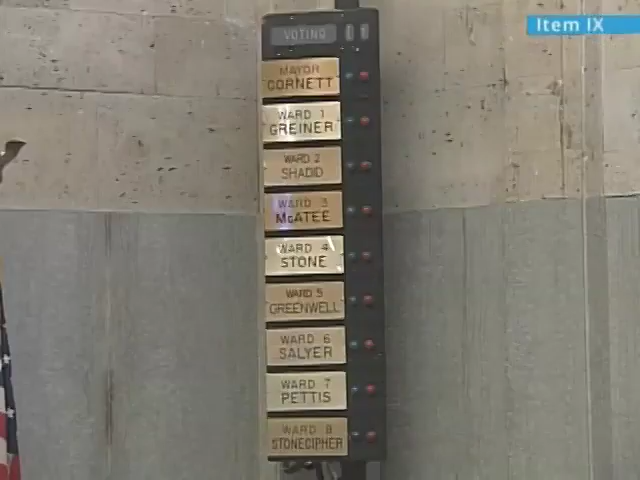 Item IX
VOTING
MAYOR
CORNETT
WARD 1
GREINER
WARD 2
SHADID
WARD 3
McATEE
WARD 4
STONE
WARD 5
GREENWELL
WARD 6
SALYER
WARD 7
PETTIS
WARD 8
STONECIPHER